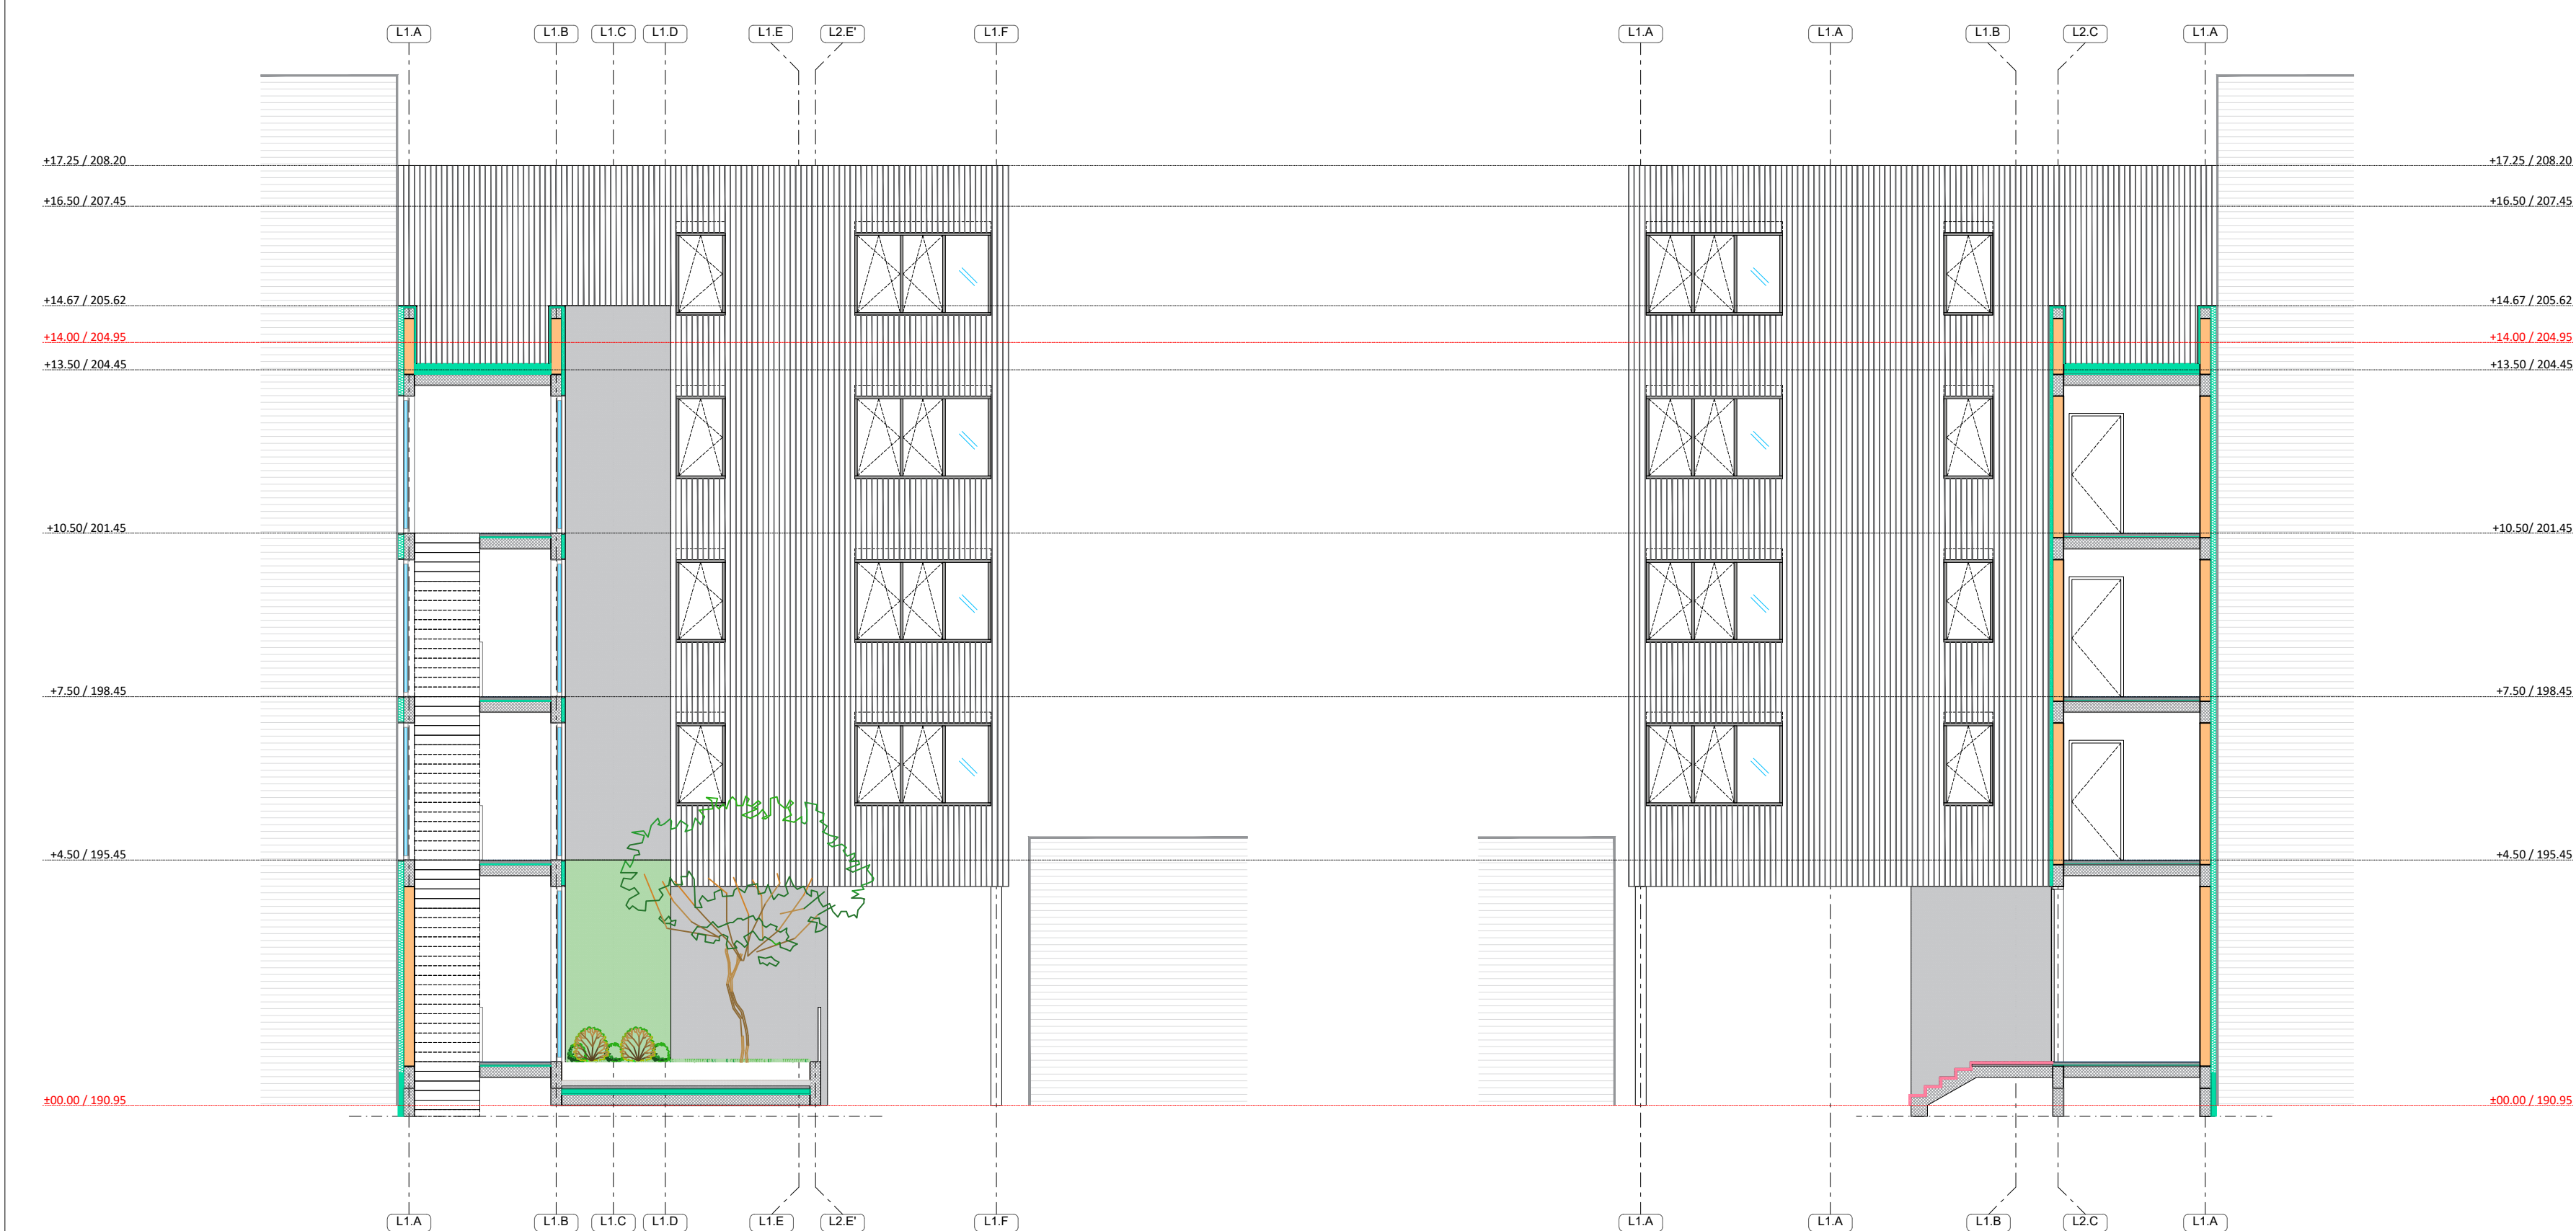 L1.A L1.B L1.C L1.D L1.E L2.E' L1.F L1.A L1.A L1.B L2.C L1.A
+17.25 / 208.20 +17.25 / 208.20
+16.50 / 207.45 +16.50 / 207.45
+14.67 / 205.62 +14.67 / 205.62
+14.00 / 204.95 +14.00 / 204.95
+13.50 / 204.45 +13.50 / 204.45
+10.50/ 201.45 +10.50/ 201.45
+7.50 / 198.45 +7.50 / 198.45
+4.50 / 195.45 +4.50 / 195.45
±00.00 / 190.95 ±00.00 / 190.95
L1.A L1.B L1.C L1.D L1.E L2.E' L1.F L1.A L1.A L1.B L2.C L1.A